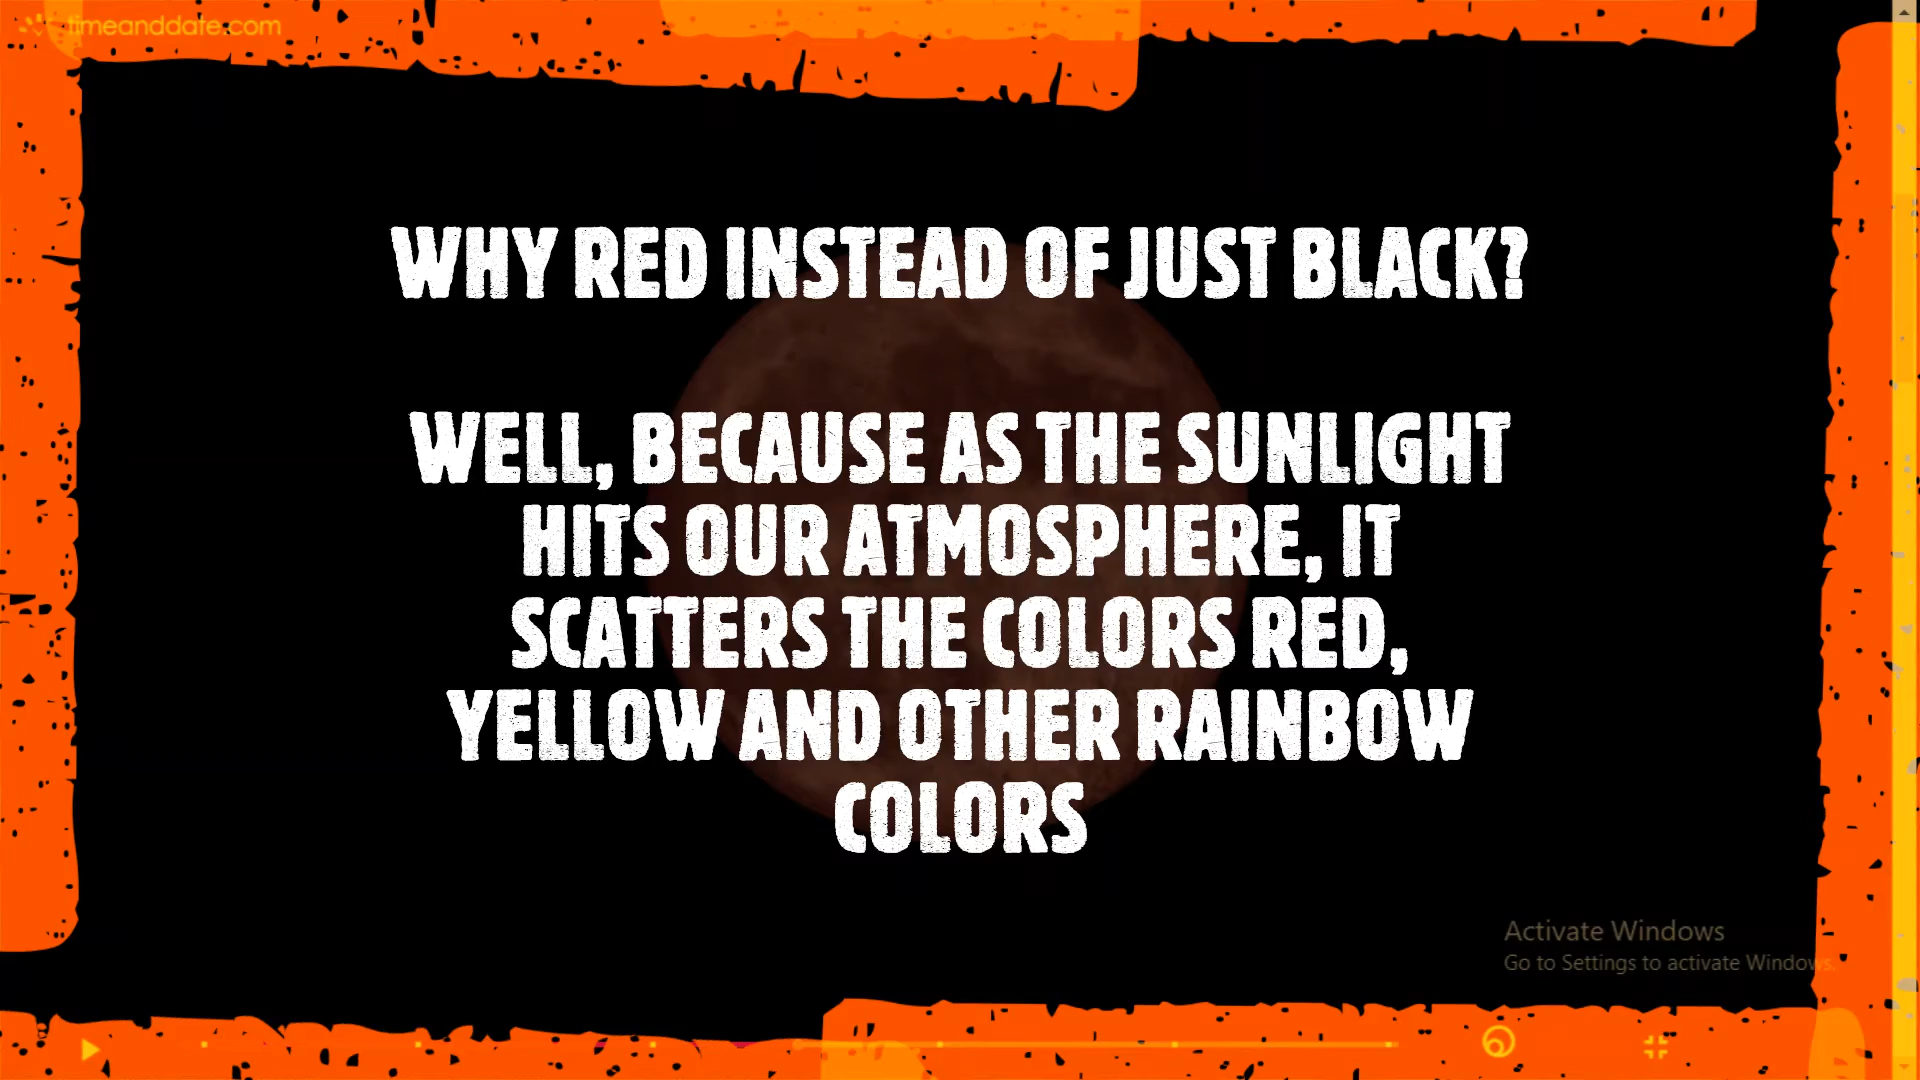 timeanddate.com
WHY RED INSTEAD OF JUST BLACK?
WELL, BECAUSE AS THE SUNLIGHT
HITS OUR ATMOSPHERE, IT
SCATTERS THE COLORS RED,
YELLOW AND OTHER RAINBOW
COLORS
Activate Windows
Go to Settings to activate Windows.